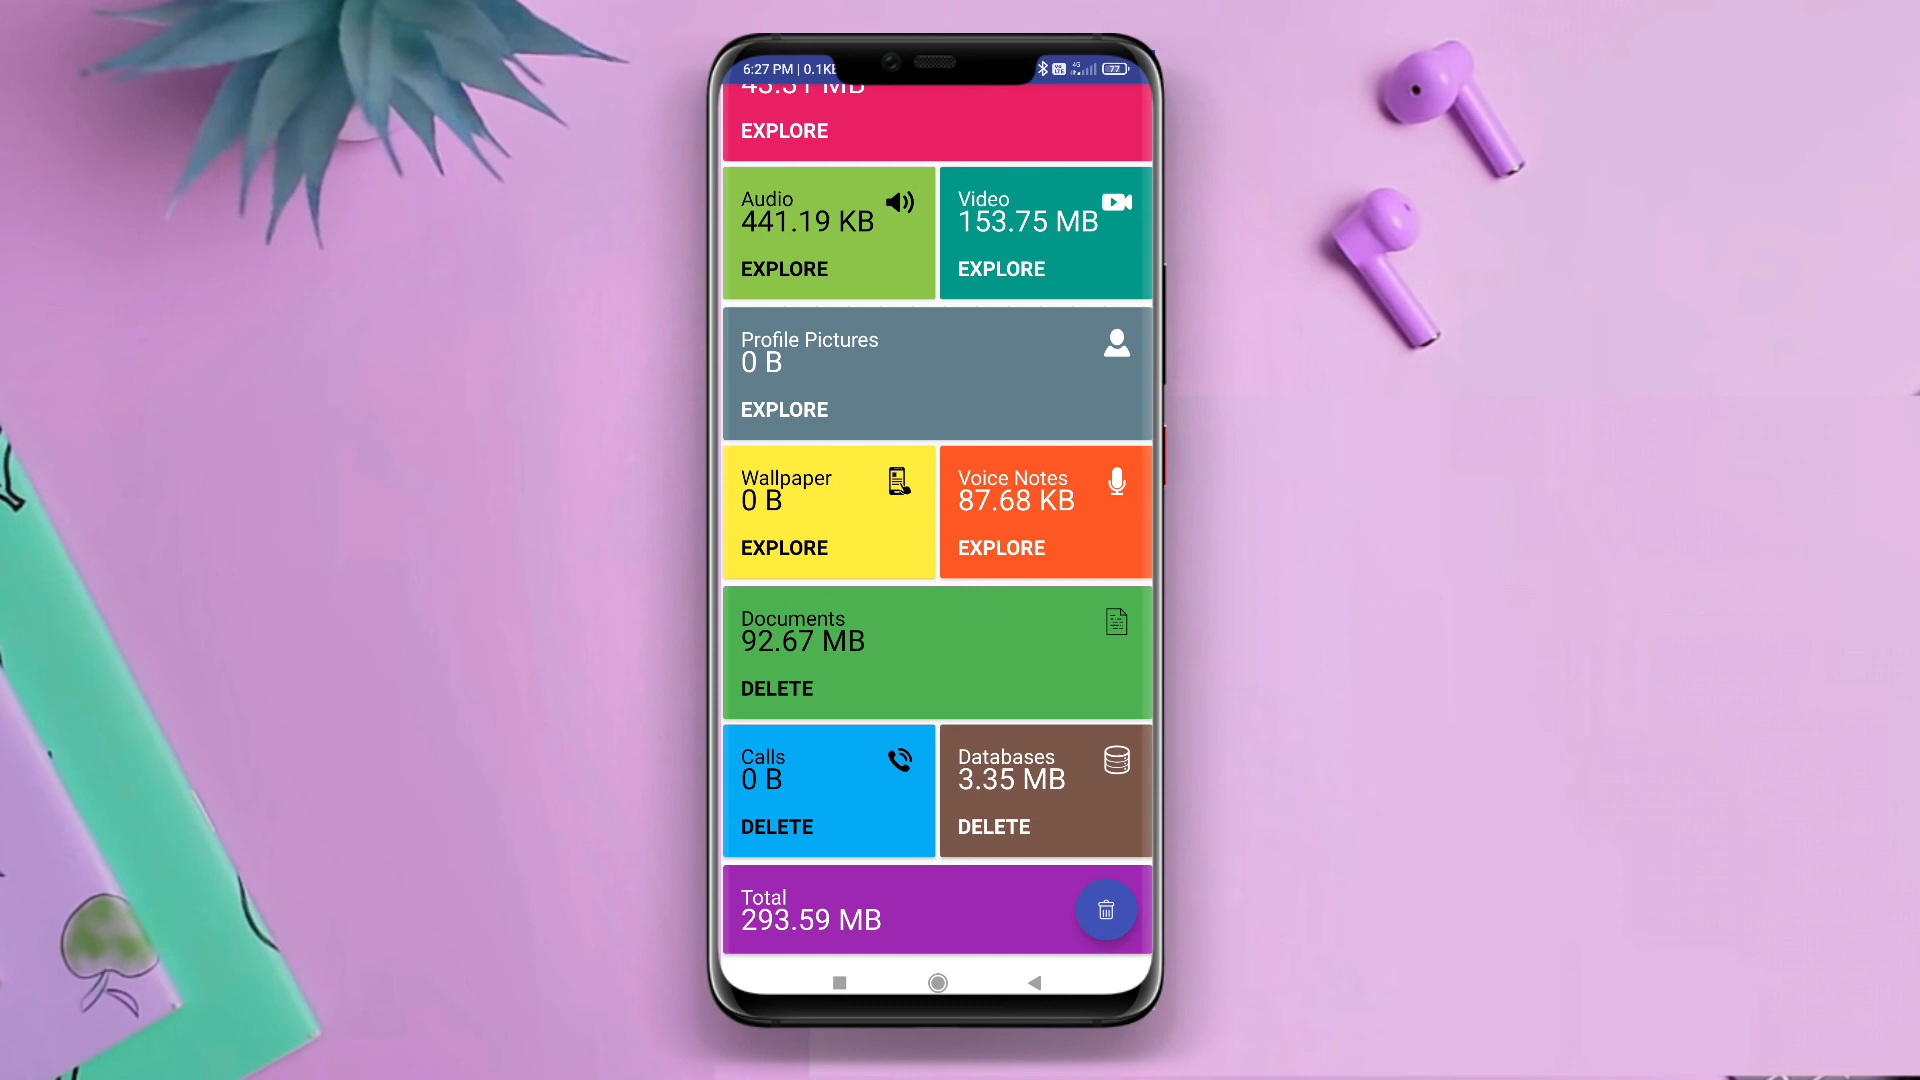 6:27 PM | 0.1KB
4G
77
EXPLORE
Audio
441.19 KB
EXPLORE
Video
153.75 MB
EXPLORE
Profile Pictures
0 B
EXPLORE
Wallpaper
0 B
EXPLORE
Voice Notes
87.68 KB
EXPLORE
Documents
92.67 MB
DELETE
Calls
0 B
DELETE
Databases
3.35 MB
DELETE
Total
293.59 MB